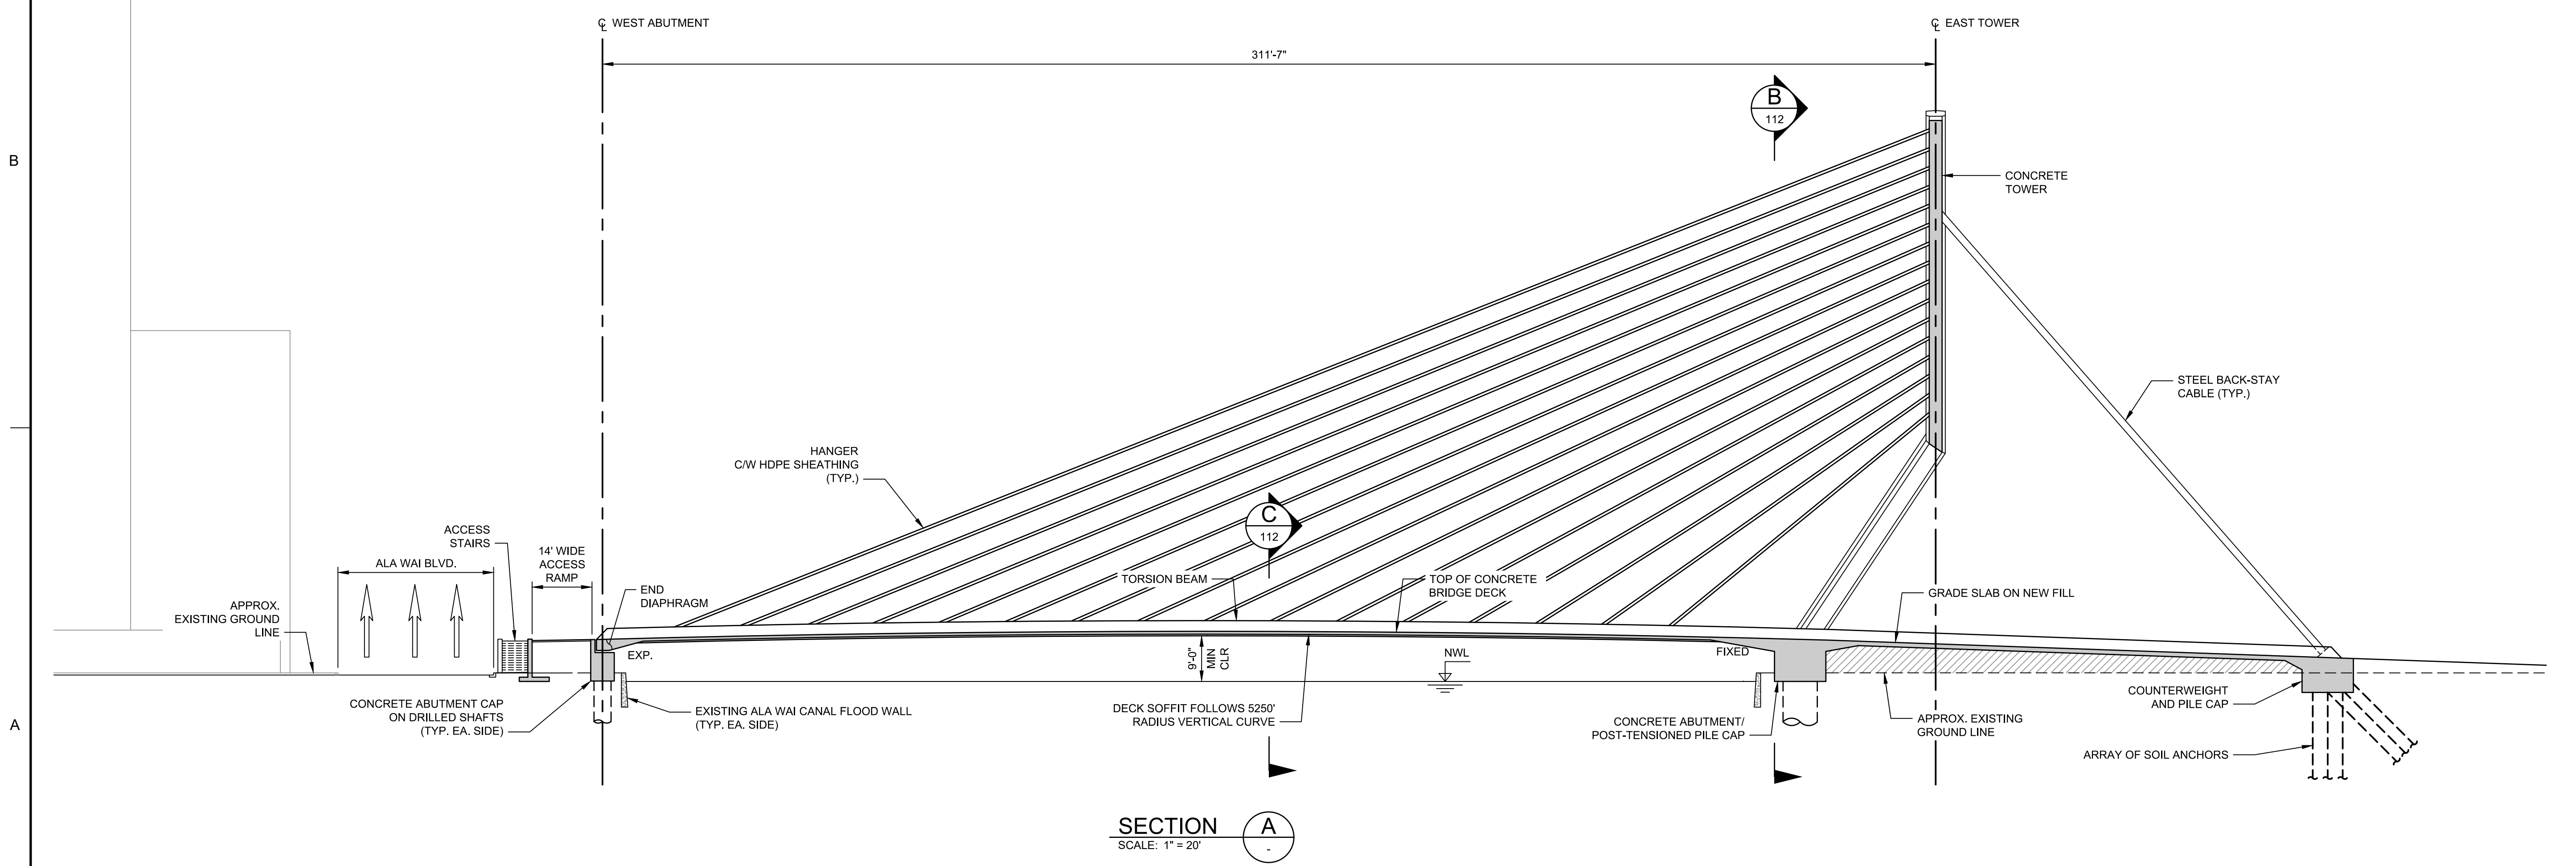 ℄ WEST ABUTMENT
℄ EAST TOWER
311'-7"
B
112
B
CONCRETE
TOWER
STEEL BACK-STAY
CABLE (TYP.)
HANGER
C/W HDPE SHEATHING
(TYP.)
C
112
ACCESS
STAIRS
14' WIDE
ACCESS
RAMP
ALA WAI BLVD.
TORSION BEAM
TOP OF CONCRETE
BRIDGE DECK
END
DIAPHRAGM
GRADE SLAB ON NEW FILL
APPROX.
EXISTING GROUND
LINE
EXP.
9'-0"
MIN
CLR
NWL
FIXED
CONCRETE ABUTMENT CAP
ON DRILLED SHAFTS
(TYP. EA. SIDE)
EXISTING ALA WAI CANAL FLOOD WALL
(TYP. EA. SIDE)
DECK SOFFIT FOLLOWS 5250'
RADIUS VERTICAL CURVE
CONCRETE ABUTMENT/
POST-TENSIONED PILE CAP
APPROX. EXISTING
GROUND LINE
COUNTERWEIGHT
AND PILE CAP
ARRAY OF SOIL ANCHORS
A
SECTION
SCALE: 1" = 20'
A
-